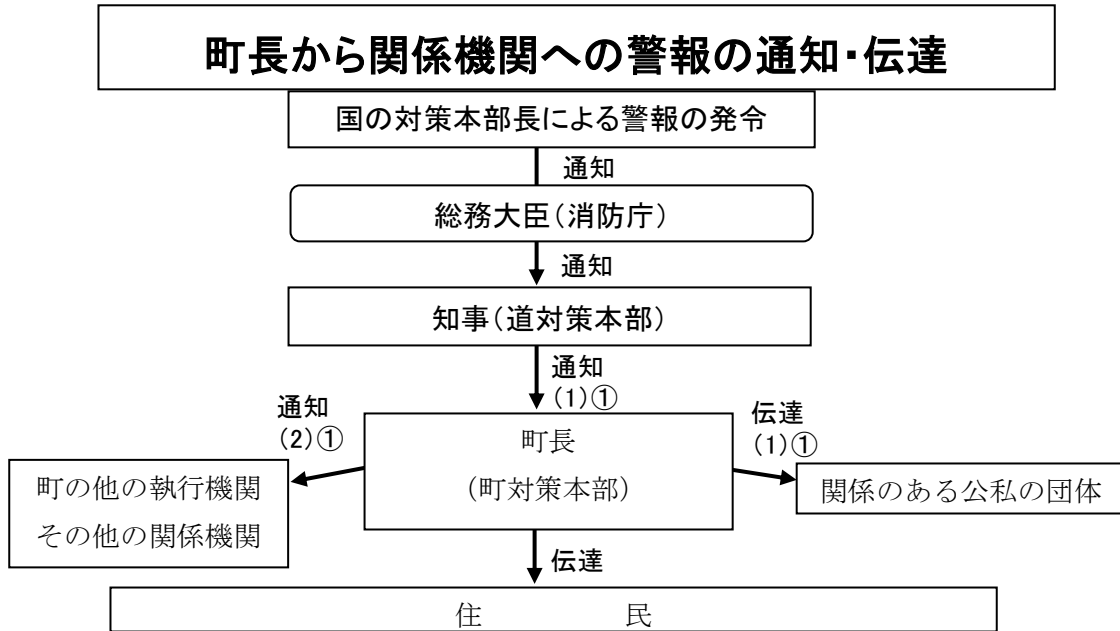 町長から関係機関への警報の通知・伝達
国の対策本部長による警報の発令
通知
総務大臣(消防庁)
通知
知事(道対策本部)
通知
(1)①
通知
(2)①
伝達
(1)①
町長
(町対策本部)
町の他の執行機関
その他の関係機関
関係のある公私の団体
伝達
住　　　　　民